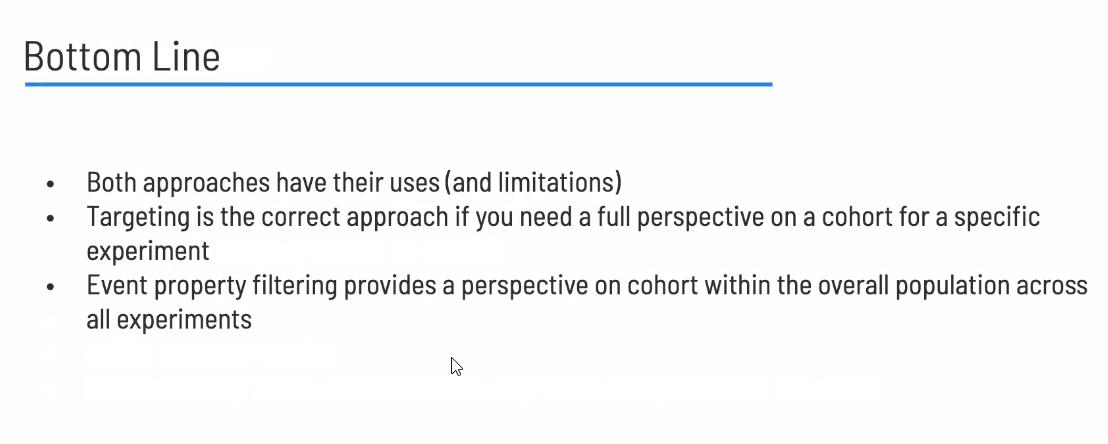 Bottom Line
• Both approaches have their uses (and limitations)
• Targeting is the correct approach if you need a full perspective on a cohort for a specific
experiment
• Event property filtering provides a perspective on cohort within the overall population across
all experiments